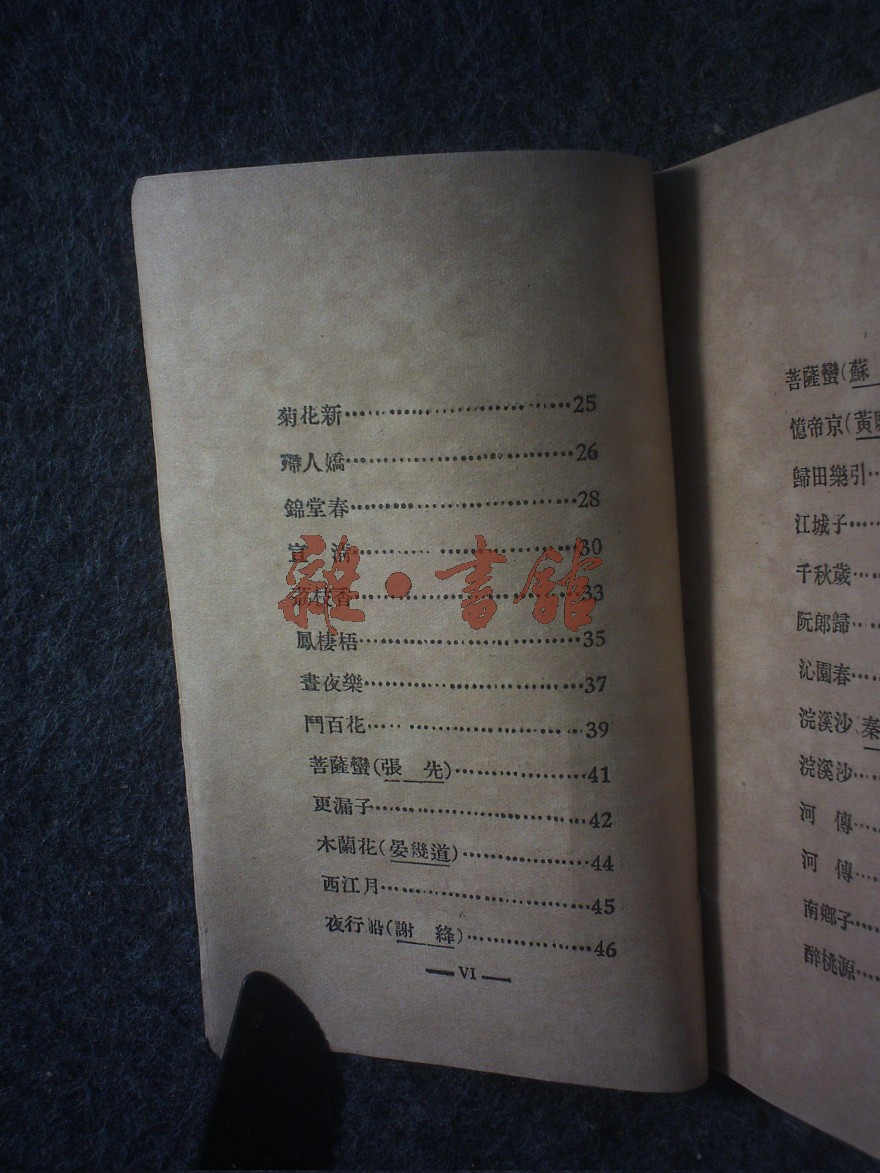 菊花新 25
殢人嬌 26
錦堂春 28
宣 30
荔枝香 33
鳳棲梧 35
晝夜樂 37
鬥百花 39
菩薩蠻(張 先) 41
更漏子 42
木蘭花(晏幾道) 44
西江月 45
夜行船(謝 絳) 46
VI
雜·書館
菩薩蠻(蘇
憶帝京(黃
歸田樂引
江城子
千秋歲
阮郎歸
沁園春
浣溪沙(秦
浣溪沙
河 傳
河 傳
南鄉子
醉桃源